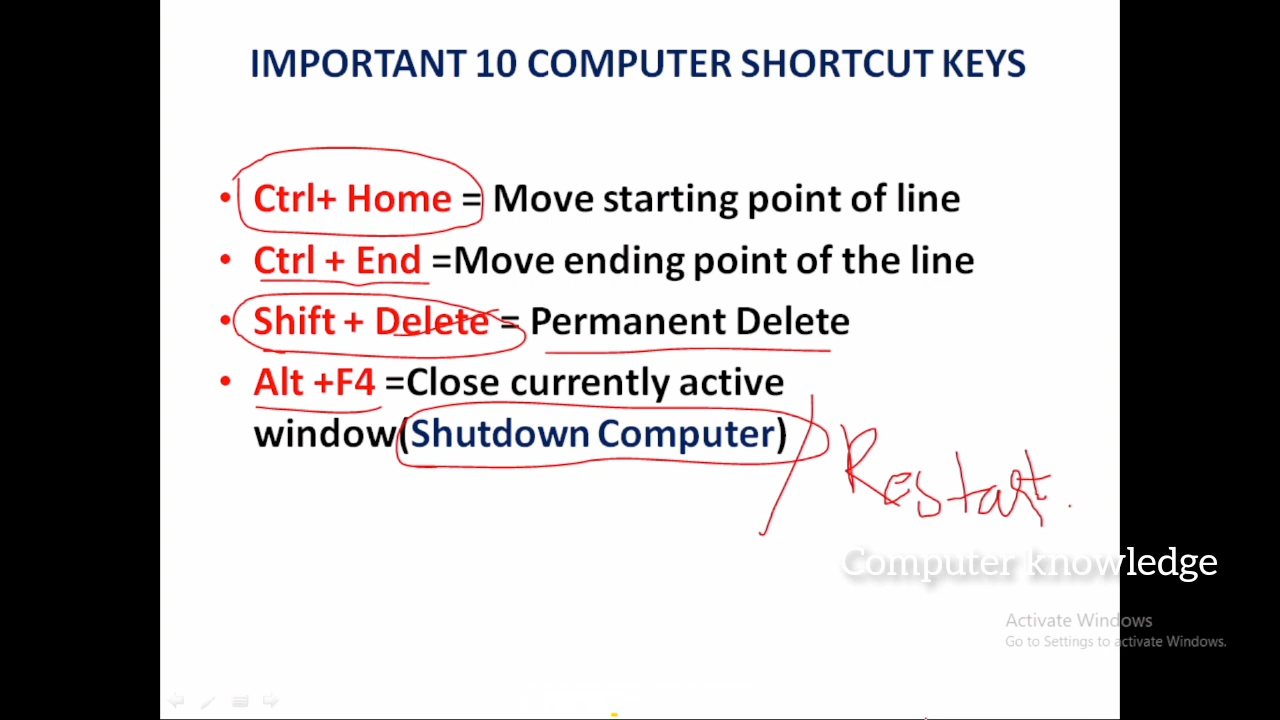 IMPORTANT 10 COMPUTER SHORTCUT KEYS
• Ctrl+ Home = Move starting point of line
• Ctrl + End =Move ending point of the line
• Shift + Delete = Permanent Delete
• Alt +F4 =Close currently active
window(Shutdown Computer)
/ Restart.
Computer knowledge
Activate Windows
Go to Settings to activate Windows.